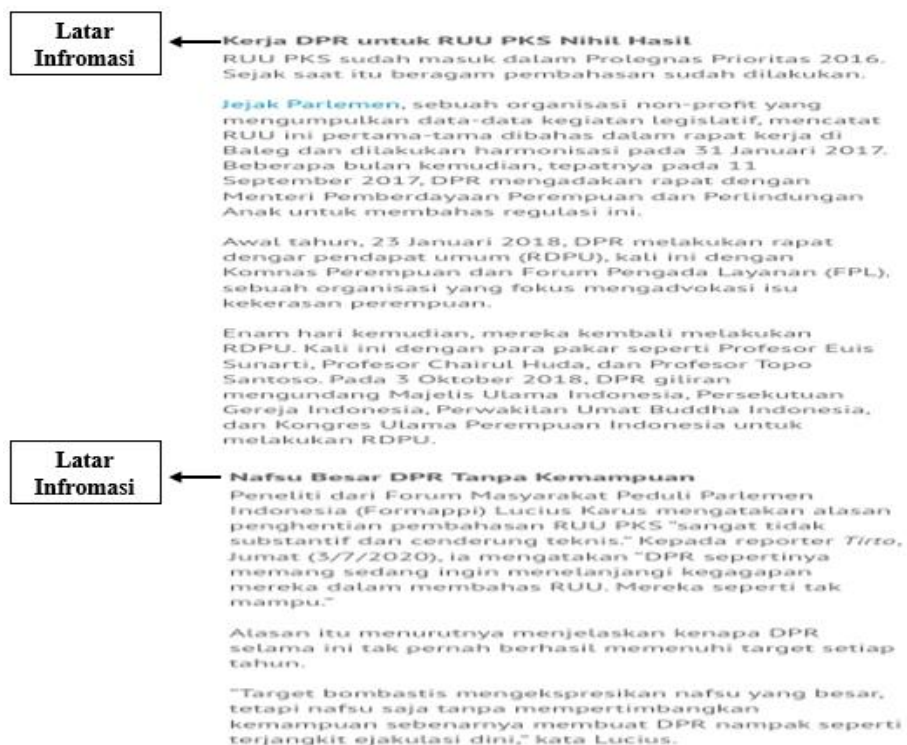 Latar
Infromasi
Kerja DPR untuk RUU PKS Nihil Hasil
RUU PKS sudah masuk dalam Prolegnas Prioritas 2016.
Sejak saat itu beragam pembahasan sudah dilakukan.
Jejak Parlemen, sebuah organisasi non-profit yang
mengumpulkan data-data kegiatan legislatif, mencatat
RUU ini pertama-tama dibahas dalam rapat kerja di
Baleg dan dilakukan harmonisasi pada 31 Januari 2017.
Beberapa bulan kemudian, tepatnya pada 11
September 2017, DPR mengadakan rapat dengan
Menteri Pemberdayaan Perempuan dan Perlindungan
Anak untuk membahas regulasi ini.
Awal tahun, 23 Januari 2018, DPR melakukan rapat
dengar pendapat umum (RDPU), kali ini dengan
Komnas Perempuan dan Forum Pengada Layanan (FPL),
sebuah organisasi yang fokus mengadvokasi isu
kekerasan perempuan.
Enam hari kemudian, mereka kembali melakukan
RDPU. Kali ini dengan para pakar seperti Profesor Euis
Sunarti, Profesor Chairul Huda, dan Profesor Topo
Santoso. Pada 3 Oktober 2018, DPR giliran
mengundang Majelis Ulama Indonesia, Persekutuan
Gereja Indonesia, Perwakilan Umat Buddha Indonesia,
dan Kongres Ulama Perempuan Indonesia untuk
melakukan RDPU.
Latar
Infromasi
Nafsu Besar DPR Tanpa Kemampuan
Peneliti dari Forum Masyarakat Peduli Parlemen
Indonesia (Formappi) Lucius Karus mengatakan alasan
penghentian pembahasan RUU PKS "sangat tidak
substantif dan cenderung teknis." Kepada reporter Tirto,
Jumat (3/7/2020), ia mengatakan "DPR sepertinya
memang sedang ingin menelanjangi kegagapan
mereka dalam membahas RUU. Mereka seperti tak
mampu."
Alasan itu menurutnya menjelaskan kenapa DPR
selama ini tak pernah berhasil memenuhi target setiap
tahun.
"Target bombastis mengekspresikan nafsu yang besar,
tetapi nafsu saja tanpa mempertimbangkan
kemampuan sebenarnya membuat DPR nampak seperti
terjangkit ejakulasi dini," kata Lucius.